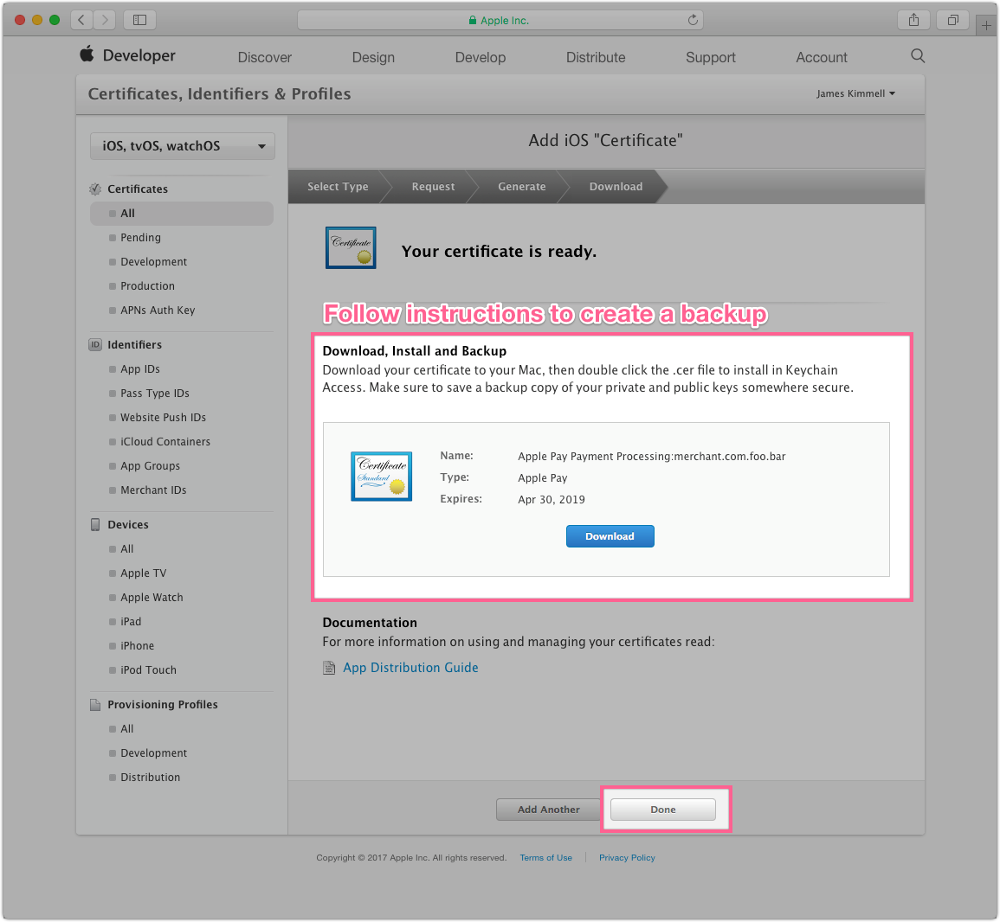 Apple Inc.
Developer
Discover
Design
Develop
Distribute
Support
Account
Certificates, Identifiers & Profiles
James Kimmell
iOS, tvOS, watchOS
Certificates
All
Pending
Development
Production
APNs Auth Key
ID Identifiers
App IDs
Pass Type IDs
Website Push IDs
iCloud Containers
App Groups
Merchant IDs
Devices
All
Apple TV
Apple Watch
iPad
iPhone
iPod Touch
Provisioning Profiles
All
Development
Distribution
Add iOS "Certificate"
Select Type
Request
Generate
Download
Certificate
Your certificate is ready.
Follow instructions to create a backup
Download, Install and Backup
Download your certificate to your Mac, then double click the .cer file to install in Keychain
Access. Make sure to save a backup copy of your private and public keys somewhere secure.
Certificate
Standard
Name: Apple Pay Payment Processing:merchant.com.foo.bar
Type: Apple Pay
Expires: Apr 30, 2019
Download
Documentation
For more information on using and managing your certificates read:
App Distribution Guide
Add Another
Done
Copyright © 2017 Apple Inc. All rights reserved. Terms of Use Privacy Policy